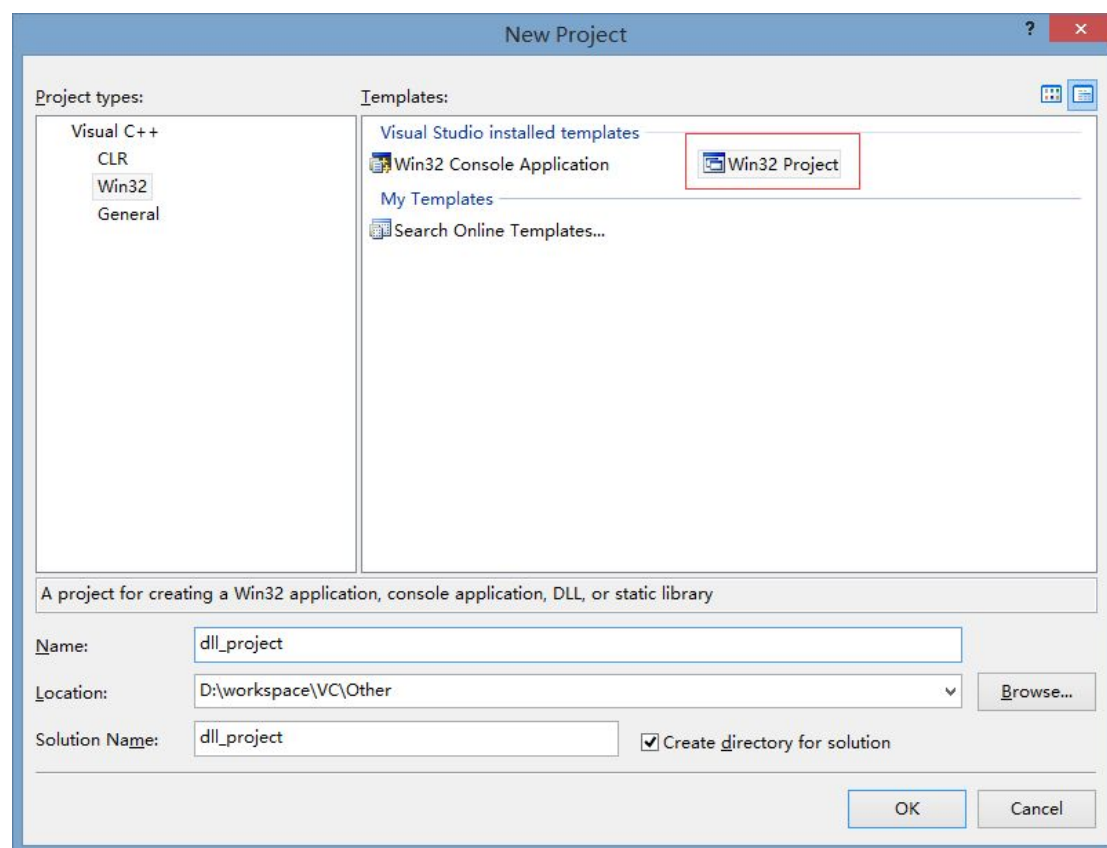 New Project
?
×
Project types:
Templates:
Visual C++
CLR
Win32
General
Visual Studio installed templates
Win32 Console Application
Win32 Project
My Templates
Search Online Templates...
A project for creating a Win32 application, console application, DLL, or static library
Name:
dll_project
Location:
D:\workspace\VC\Other
Browse...
Solution Name:
dll_project
Create directory for solution
OK
Cancel